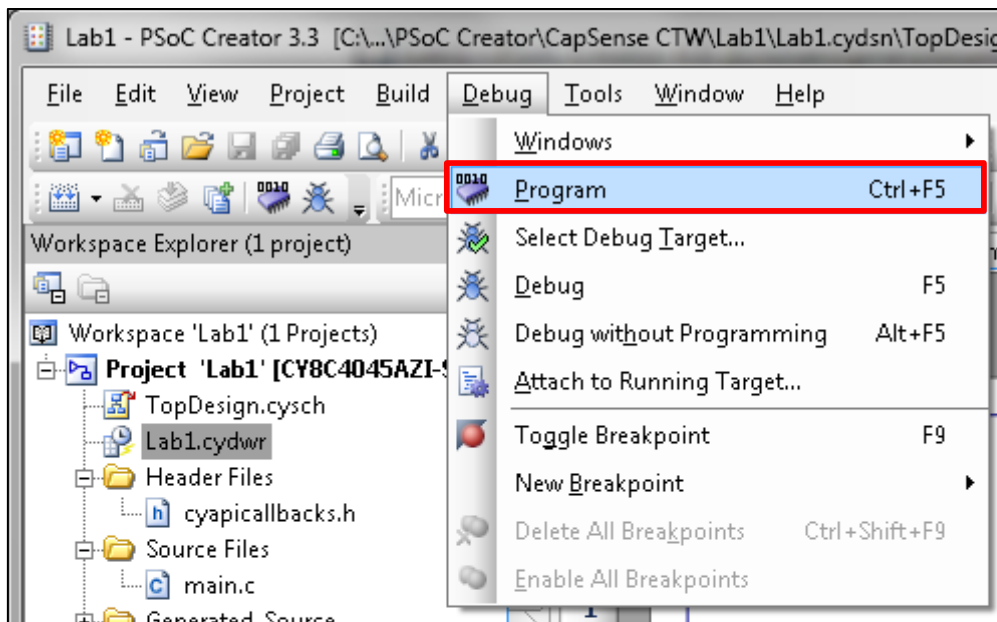 Lab1 - PSoC Creator 3.3 [C:\...\PSoC Creator\CapSense CTW\Lab1\Lab1.cydsn\TopDesig
File Edit View Project Build Debug Tools Window Help
Windows
0010 Program Ctrl+F5
0010 Micr
Workspace Explorer (1 project)
Select Debug Target...
Debug F5
Workspace 'Lab1' (1 Projects)
Debug without Programming Alt+F5
Project 'Lab1' [CY8C4045AZI-S
Attach to Running Target...
TopDesign.cysch
Toggle Breakpoint F9
Lab1.cydwr
Header Files
New Breakpoint
h cyapicallbacks.h
Delete All Breakpoints Ctrl+Shift+F9
Source Files
c main.c
Enable All Breakpoints
Generated_Source
1